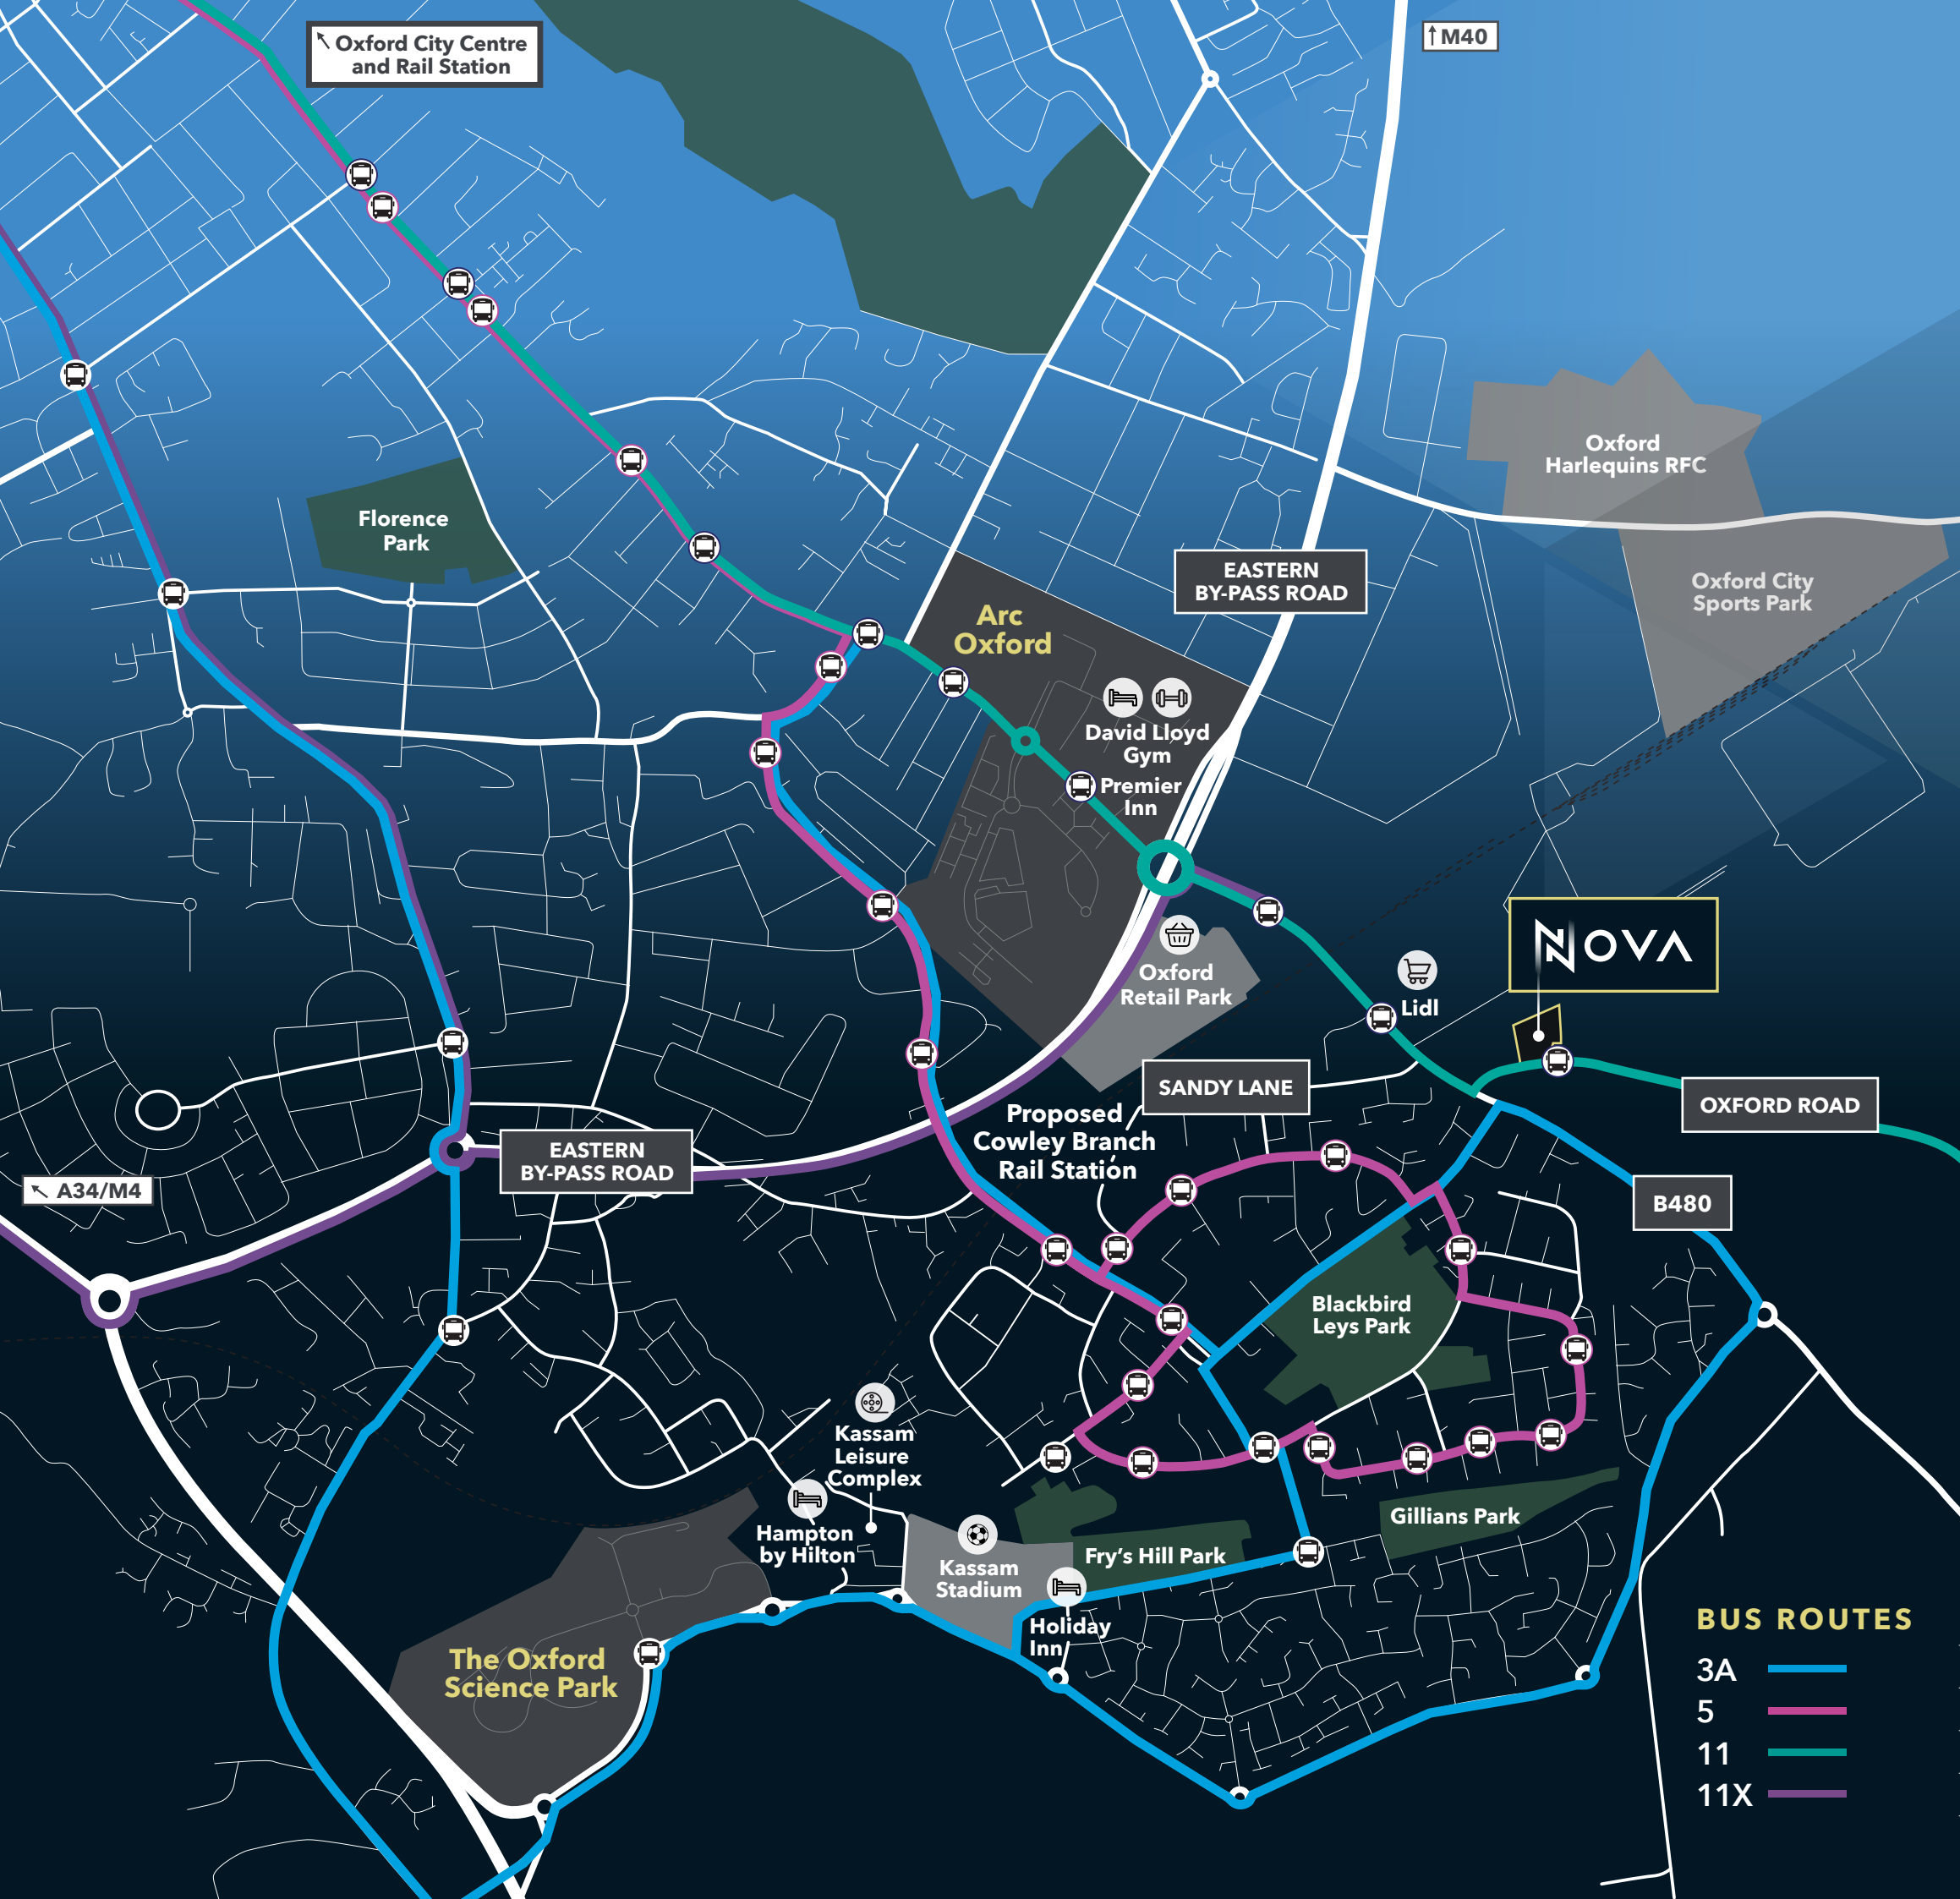 Oxford City Centre
and Rail Station
M40
Oxford
Harlequins RFC
Florence
Park
EASTERN
BY-PASS ROAD
Oxford City
Sports Park
Arc
Oxford
David Lloyd
Gym
Premier
Inn
NOVA
Oxford
Retail Park
Lidl
SANDY LANE
OXFORD ROAD
Proposed
Cowley Branch
Rail Station
EASTERN
BY-PASS ROAD
A34/M4
B480
Blackbird
Leys Park
Kassam
Leisure
Complex
Gillians Park
Hampton
by Hilton
Fry's Hill Park
Kassam
Stadium
Holiday
Inn
The Oxford
Science Park
BUS ROUTES
3A
5
11
11X